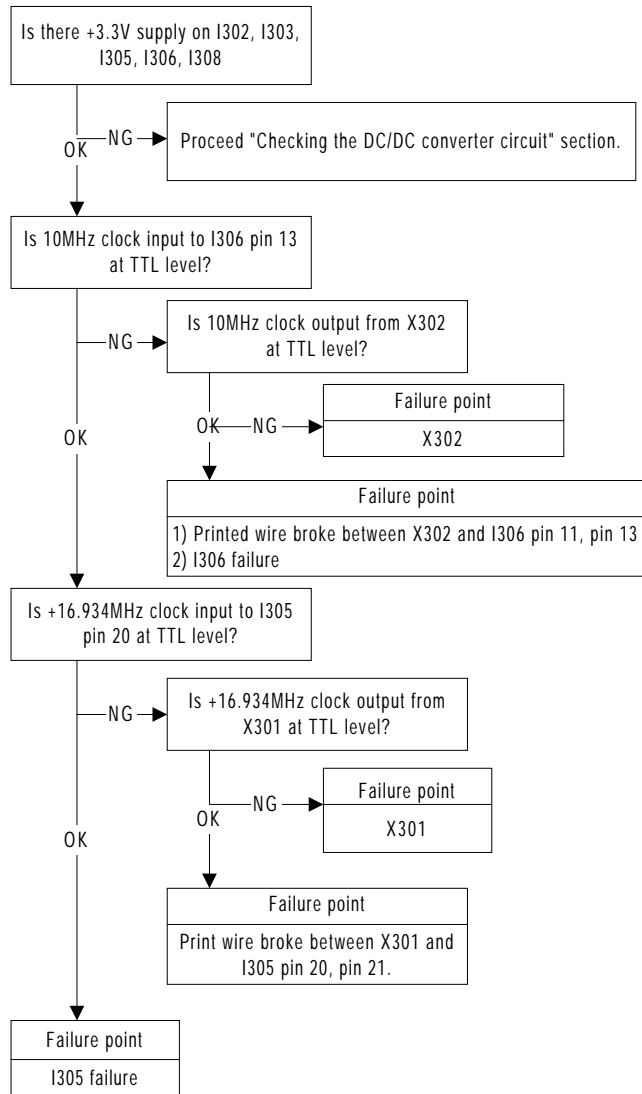 Is there +3.3V supply on I302, I303,
I305, I306, I308
NG
OK
Proceed "Checking the DC/DC converter circuit" section.
Is 10MHz clock input to I306 pin 13
at TTL level?
NG
Is 10MHz clock output from X302
at TTL level?
OK
NG
Failure point
X302
OK
Failure point
1) Printed wire broke between X302 and I306 pin 11, pin 13
2) I306 failure
Is +16.934MHz clock input to I305
pin 20 at TTL level?
NG
Is +16.934MHz clock output from
X301 at TTL level?
NG
OK
Failure point
X301
OK
Failure point
Print wire broke between X301 and
I305 pin 20, pin 21.
Failure point
I305 failure